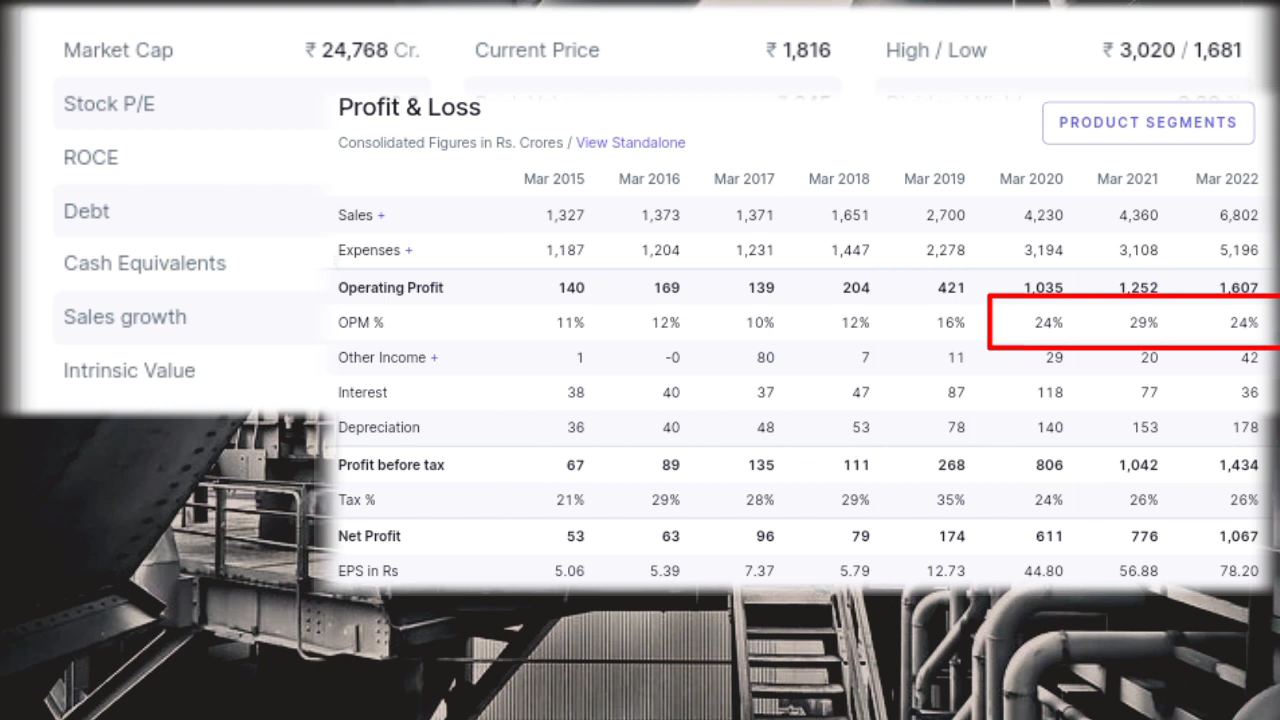 Market Cap ₹ 24,768 Cr. Current Price ₹ 1,816 High / Low ₹ 3,020 / 1,681
Stock P/E
Profit & Loss
PRODUCT SEGMENTS
Consolidated Figures in Rs. Crores / View Standalone
ROCE
Debt
Cash Equivalents
Sales growth
Intrinsic Value
Mar 2015 Mar 2016 Mar 2017 Mar 2018 Mar 2019 Mar 2020 Mar 2021 Mar 2022
Sales + 1,327 1,373 1,371 1,651 2,700 4,230 4,360 6,802
Expenses + 1,187 1,204 1,231 1,447 2,278 3,194 3,108 5,196
Operating Profit 140 169 139 204 421 1,035 1,252 1,607
OPM % 11% 12% 10% 12% 16% 24% 29% 24%
Other Income + 1 -0 80 7 11 29 20 42
Interest 38 40 37 47 87 118 77 36
Depreciation 36 40 48 53 78 140 153 178
Profit before tax 67 89 135 111 268 806 1,042 1,434
Tax % 21% 29% 28% 29% 35% 24% 26% 26%
Net Profit 53 63 96 79 174 611 776 1,067
EPS in Rs 5.06 5.39 7.37 5.79 12.73 44.80 56.88 78.20